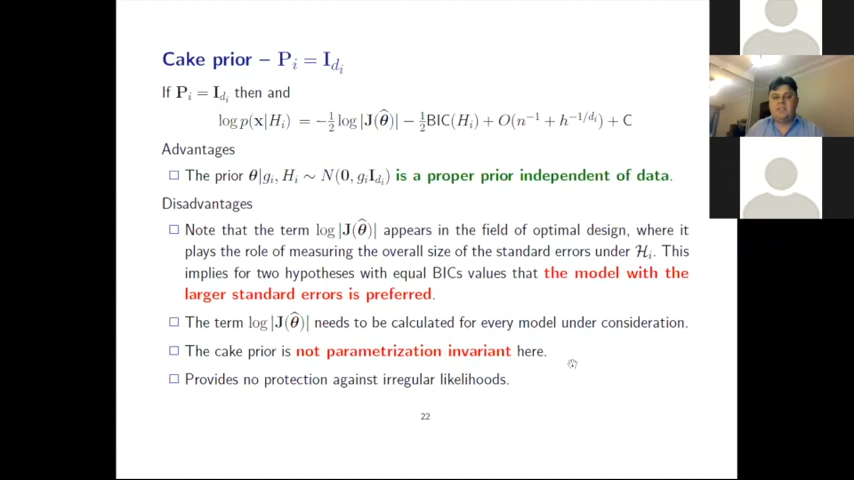 Cake prior – P_i = I_{d_i}
If P_i = I_{d_i} then and
log p(x|H_i) = −½ log |J(θ̂)| − ½BIC(H_i) + O(n^{−1} + h^{−1/d_i}) + C
Advantages
□ The prior θ|g_i, H_i ∼ N(0, g_i I_{d_i}) is a proper prior independent of data.
Disadvantages
□ Note that the term log |J(θ̂)| appears in the field of optimal design, where it
plays the role of measuring the overall size of the standard errors under ℋ_i. This
implies for two hypotheses with equal BICs values that the model with the
larger standard errors is preferred.
□ The term log |J(θ̂)| needs to be calculated for every model under consideration.
□ The cake prior is not parametrization invariant here.
□ Provides no protection against irregular likelihoods.
22